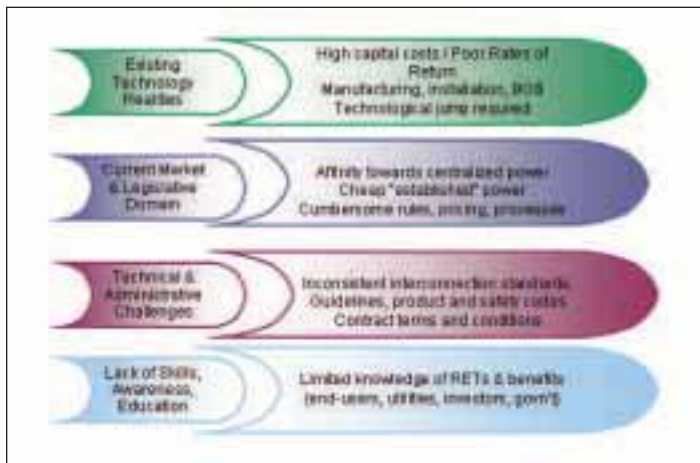 Existing
Technology
Realities
High capital costs / Poor Rates of
Return
Manufacturing, installation, BOS
Technological jump required
Current Market
& Legislative
Domain
Affinity towards centralized power
Cheap "established" power
Cumbersome rules, pricing, processes
Technical &
Administrative
Challenges
Inconsistent interconnection standards
Guidelines, product and safety codes
Contract terms and conditions
Lack of Skills,
Awareness,
Education
Limited knowledge of RETs & benefits
(end-users, utilities, investors,